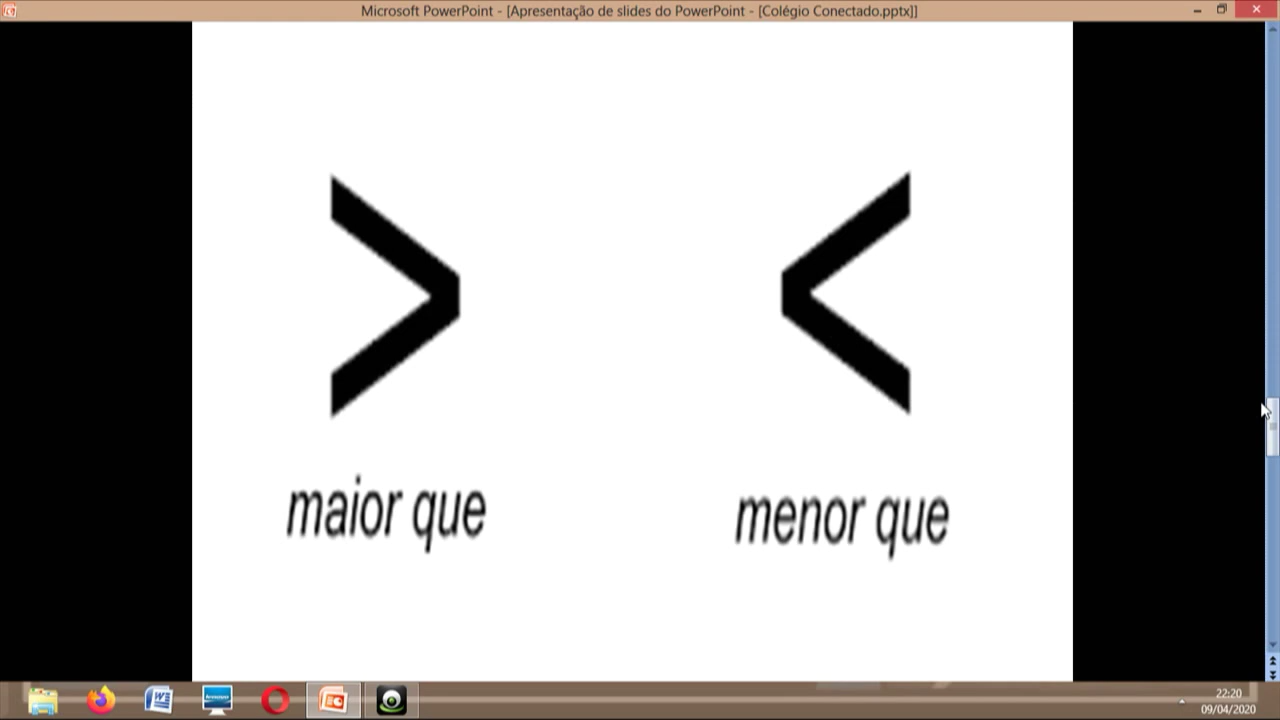 Microsoft PowerPoint - [Apresentação de slides do PowerPoint - [Colégio Conectado.pptx]]
> <
maior que menor que
22:20
09/04/2020